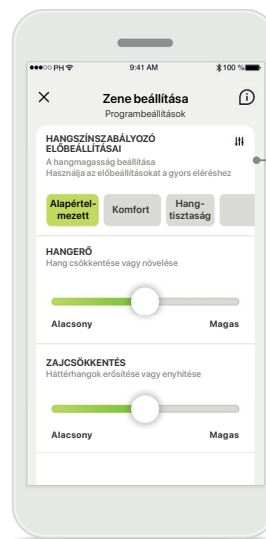 PH 9:41 AM 100 %
Zene beállítása
Programbeállítások
HANGSZÍNSZABÁLYOZÓ
ELŐBEÁLLÍTÁSAI
A hangmagasság beállítása
Használja az előbeállításokat a gyors eléréshez
Alapértel-
mezett
Komfort
Hang-
tisztaság
HANGERŐ
Hang csökkentése vagy növelése
Alacsony Magas
ZAJCSÖKKENTÉS
Háttérhangok erősítése vagy enyhítése
Alacsony Magas